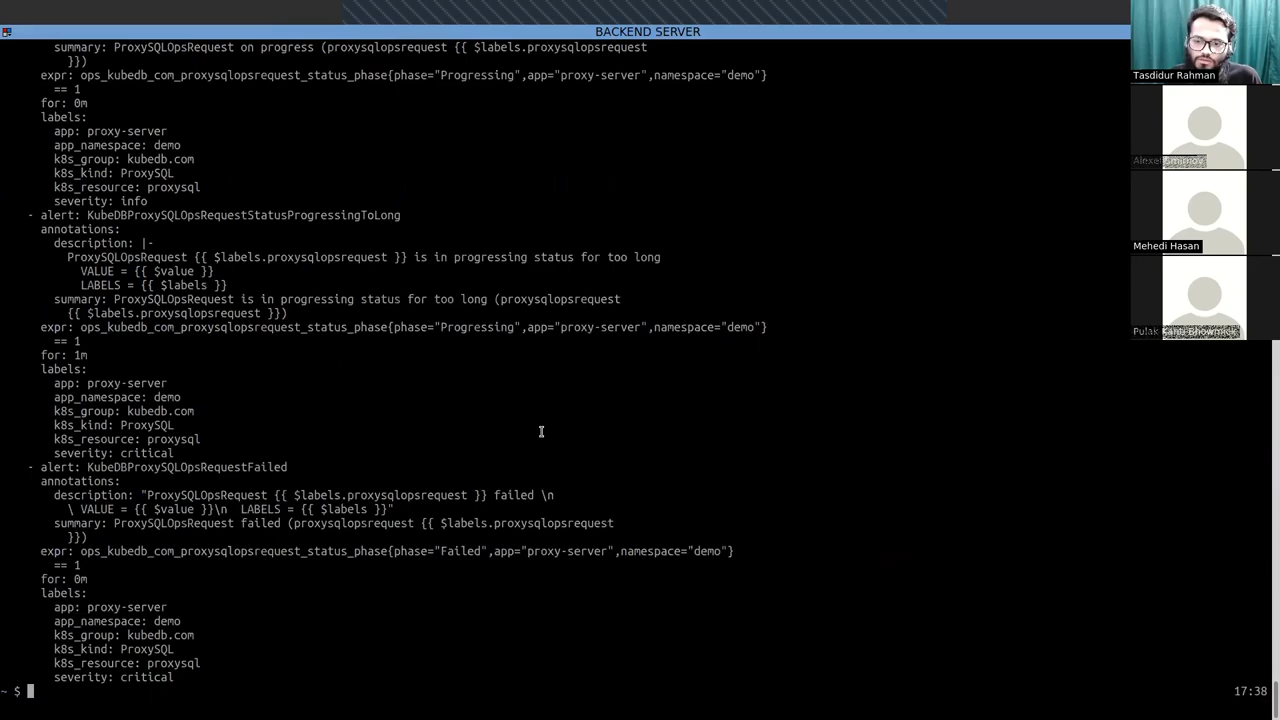 BACKEND SERVER
summary: ProxySQLOpsRequest on progress (proxysqlopsrequest {{ $labels.proxysqlopsrequest
}})
expr: ops_kubedb_com_proxysqlopsrequest_status_phase{phase="Progressing",app="proxy-server",namespace="demo"}
== 1
for: 0m
labels:
app: proxy-server
app_namespace: demo
k8s_group: kubedb.com
k8s_kind: ProxySQL
k8s_resource: proxysql
severity: info
- alert: KubeDBProxySQLOpsRequestStatusProgressingToLong
annotations:
description: |-
ProxySQLOpsRequest {{ $labels.proxysqlopsrequest }} is in progressing status for too long
VALUE = {{ $value }}
LABELS = {{ $labels }}
summary: ProxySQLOpsRequest is in progressing status for too long (proxysqlopsrequest
{{ $labels.proxysqlopsrequest }})
expr: ops_kubedb_com_proxysqlopsrequest_status_phase{phase="Progressing",app="proxy-server",namespace="demo"}
== 1
for: 1m
labels:
app: proxy-server
app_namespace: demo
k8s_group: kubedb.com
k8s_kind: ProxySQL
k8s_resource: proxysql
severity: critical
- alert: KubeDBProxySQLOpsRequestFailed
annotations:
description: "ProxySQLOpsRequest {{ $labels.proxysqlopsrequest }} failed \n
\ VALUE = {{ $value }}\n  LABELS = {{ $labels }}"
summary: ProxySQLOpsRequest failed (proxysqlopsrequest {{ $labels.proxysqlopsrequest
}})
expr: ops_kubedb_com_proxysqlopsrequest_status_phase{phase="Failed",app="proxy-server",namespace="demo"}
== 1
for: 0m
labels:
app: proxy-server
app_namespace: demo
k8s_group: kubedb.com
k8s_kind: ProxySQL
k8s_resource: proxysql
severity: critical
~ $
17:38
Tasdidur Rahman
Mehedi Hasan
Pulak